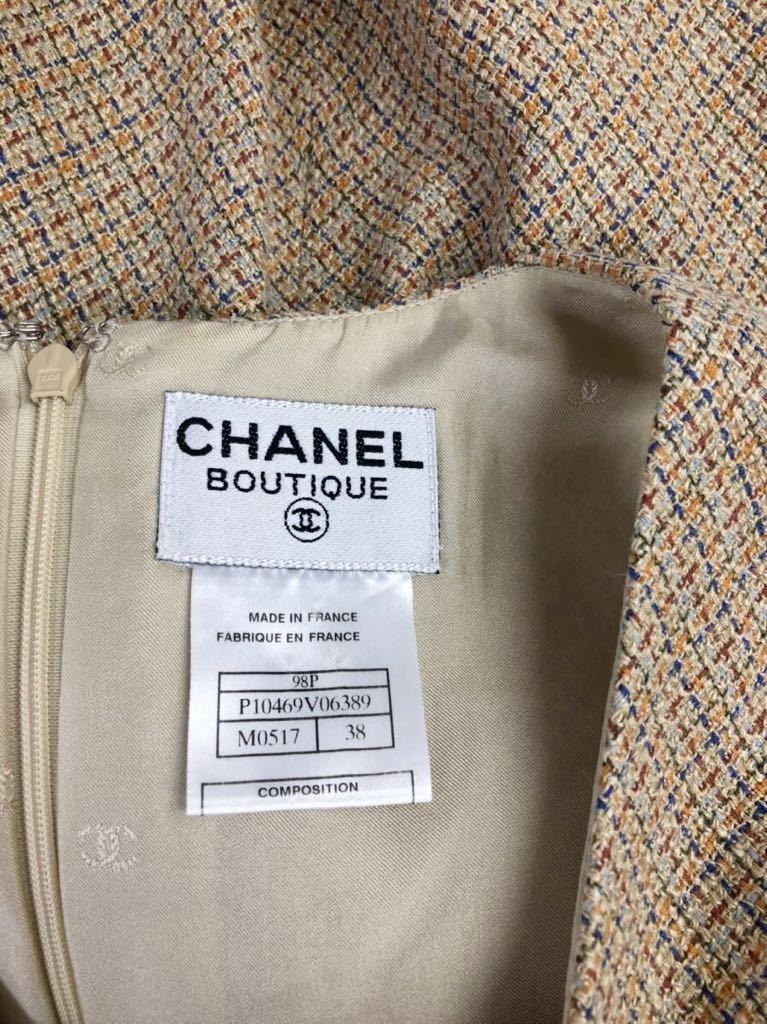 CHANEL
BOUTIQUE
MADE IN FRANCE
FABRIQUE EN FRANCE
98P
P10469V06389
M0517 38
COMPOSITION